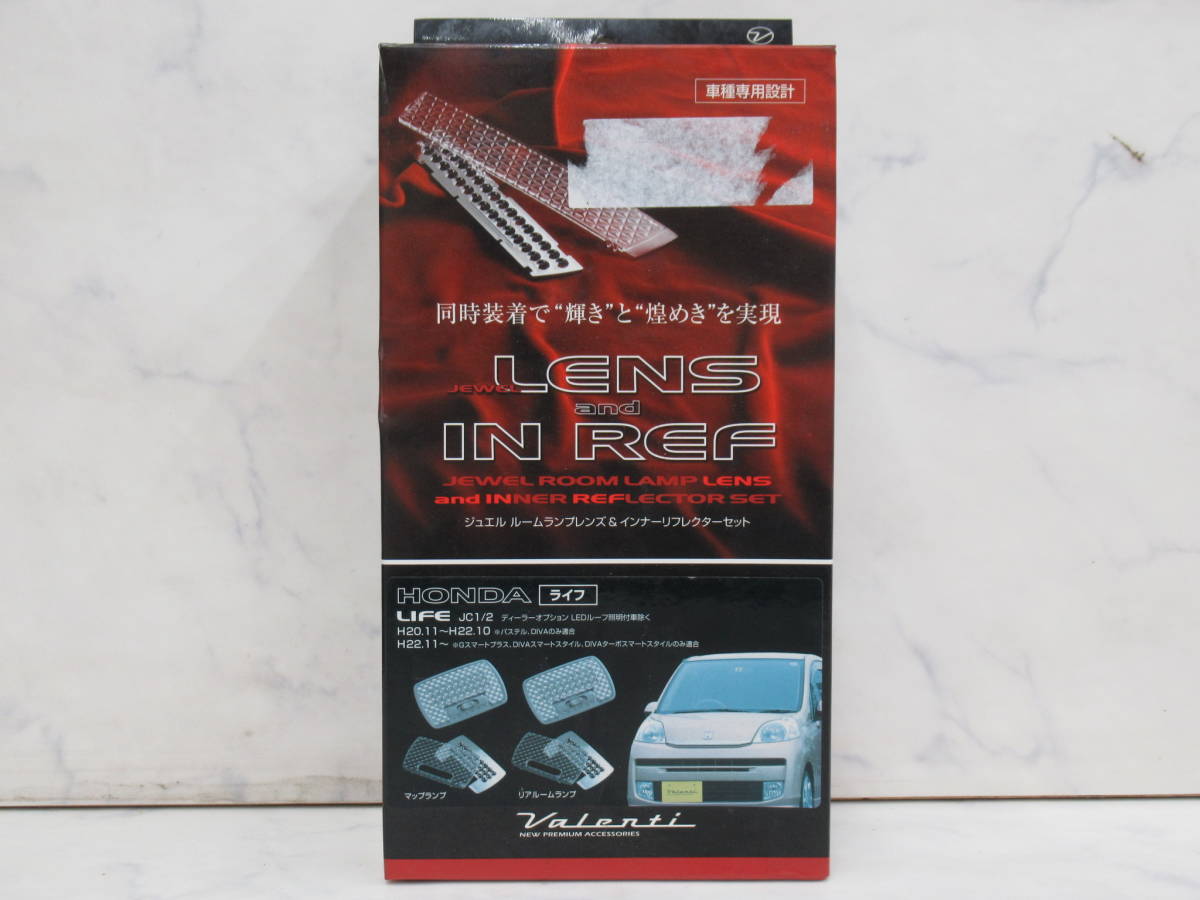 車種専用設計
同時装着で“輝き”と“煌めき”を実現
JEWEL LENS
and
IN REF
JEWEL ROOM LAMP LENS
and INNER REFLECTOR SET
ジュエル ルームランプレンズ&インナーリフレクターセット
HONDA ライフ
LIFE JC1/2 ディーラーオプション LEDルーフ照明付車除く
H20.11～H22.10 ※パステル、DIVAのみ適合
H22.11～ ※Gスマートプラス、DIVAスマートスタイル、DIVAターボスマートスタイルのみ適合
マップランプ リアルームランプ
Valenti
Valenti
NEW PREMIUM ACCESSORIES